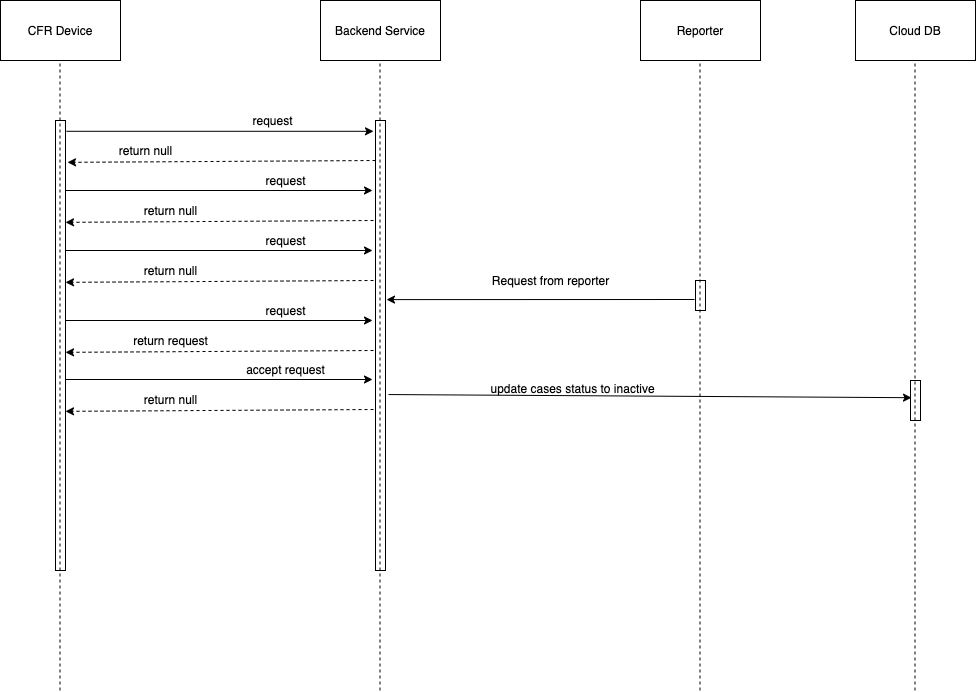 CFR Device
Backend Service
Reporter
Cloud DB
request
return null
request
return null
request
return null
Request from reporter
request
return request
accept request
update cases status to inactive
return null